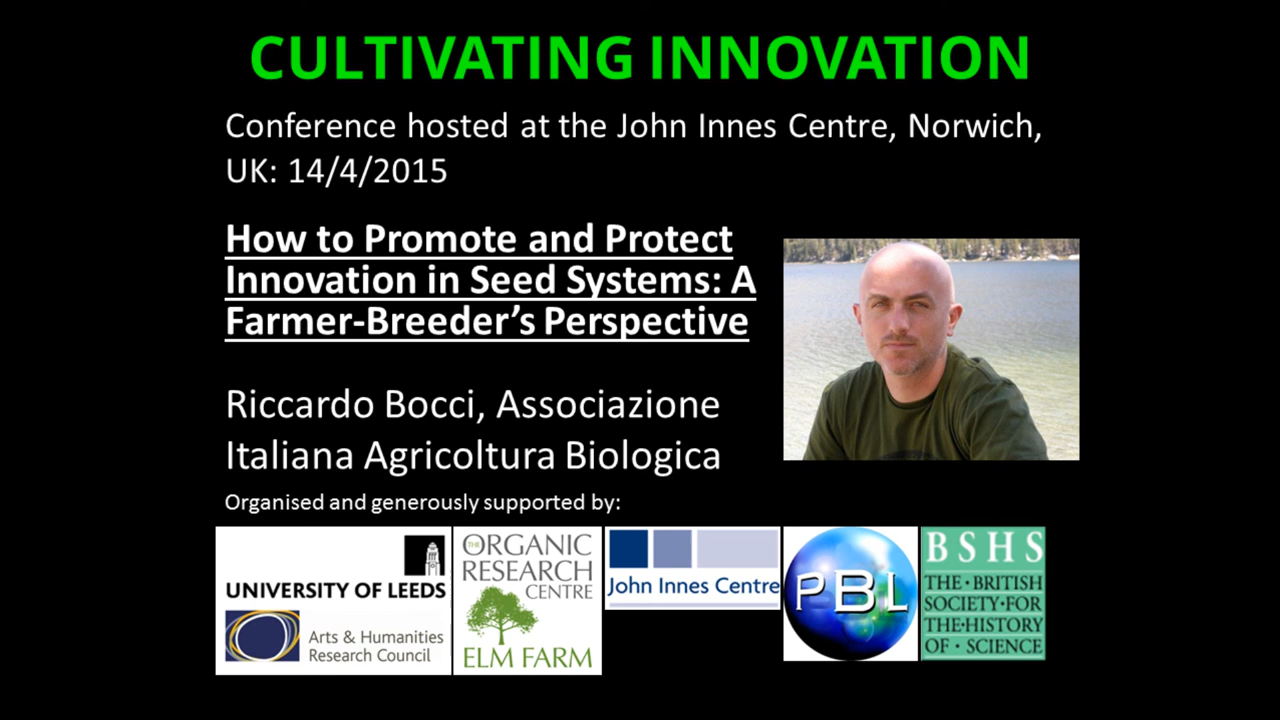 CULTIVATING INNOVATION
Conference hosted at the John Innes Centre, Norwich,
UK: 14/4/2015
How to Promote and Protect
Innovation in Seed Systems: A
Farmer-Breeder’s Perspective
Riccardo Bocci, Associazione
Italiana Agricoltura Biologica
Organised and generously supported by:
UNIVERSITY OF LEEDS
Arts & Humanities
Research Council
THE ORGANIC
RESEARCH
CENTRE
ELM FARM
John Innes Centre
PBL
BSHS
THE • BRITISH
SOCIETY•FOR
THE•HISTORY
OF • SCIENCE